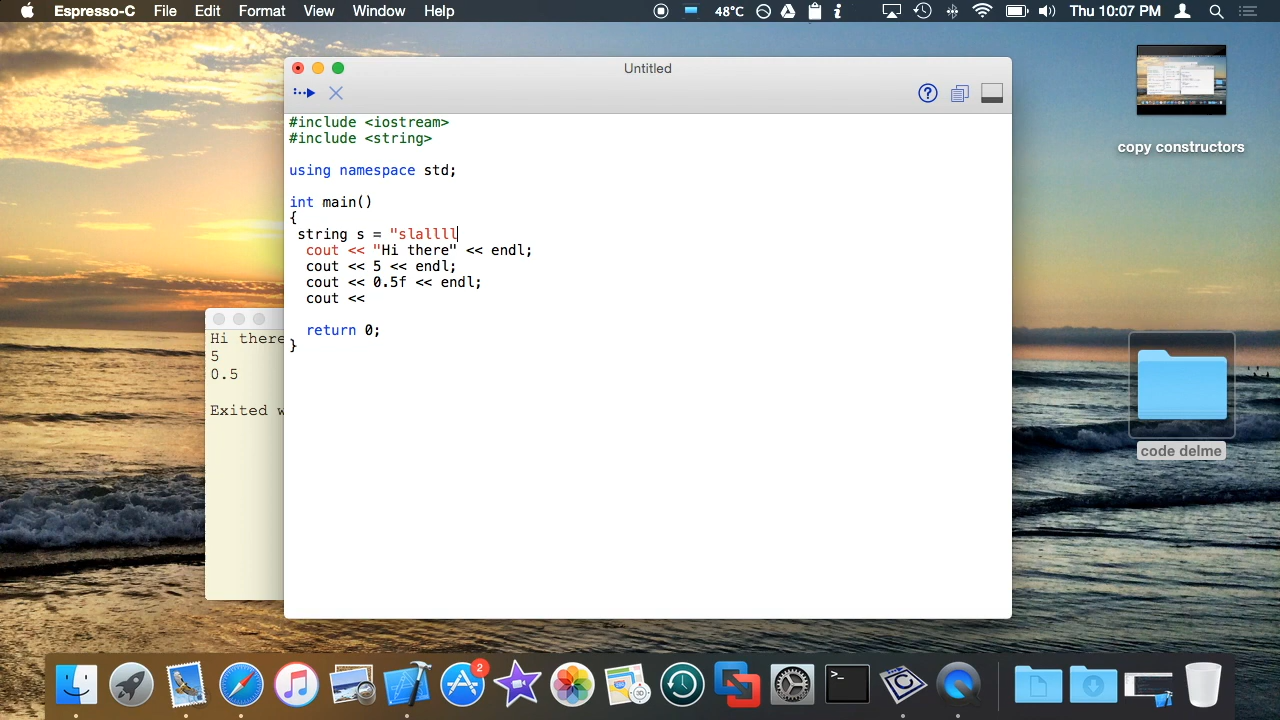 Espresso-C File Edit Format View Window Help 48°C Thu 10:07 PM
Untitled
#include <iostream>
#include <string>
using namespace std;
int main()
{
string s = "slallll
cout << "Hi there" << endl;
cout << 5 << endl;
cout << 0.5f << endl;
cout <<
return 0;
}
Hi there
5
0.5
Exited w
copy constructors
code delme
2
3D
>_